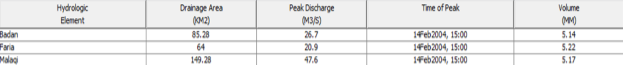 Hydrologic Element Drainage Area (KM2) Peak Discharge (M3/S) Time of Peak Volume (MM)
Badan 85.28 26.7 14Feb2004, 15:00 5.14
Faria 64 20.9 14Feb2004, 15:00 5.22
Malaqi 149.28 47.6 14Feb2004, 15:00 5.17